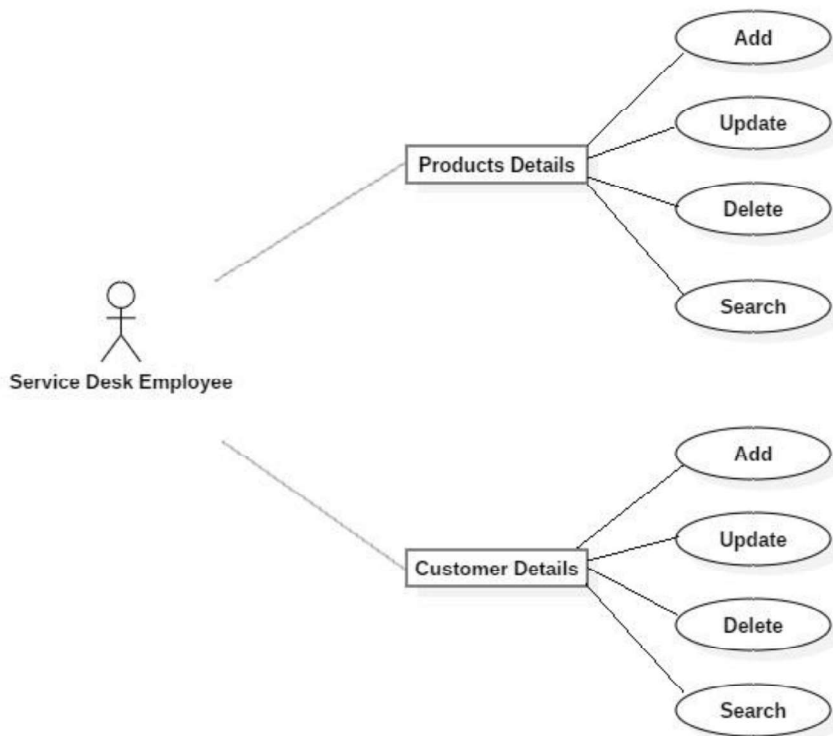 Add
Update
Products Details
Delete
Search
Service Desk Employee
Add
Update
Customer Details
Delete
Search